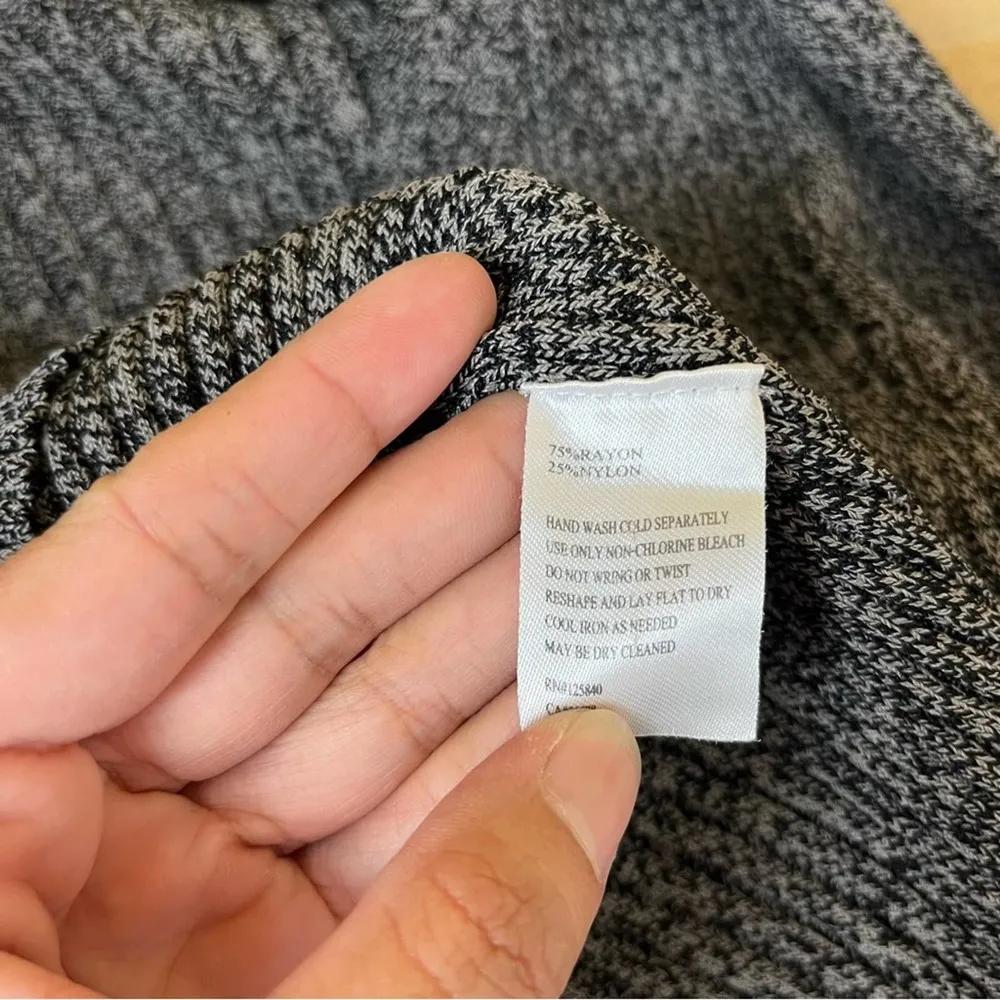 75%RAYON
25%NYLON
HAND WASH COLD SEPARATELY
USE ONLY NON-CHLORINE BLEACH
DO NOT WRING OR TWIST
RESHAPE AND LAY FLAT TO DRY
COOL IRON AS NEEDED
MAY BE DRY CLEANED
RN#125840